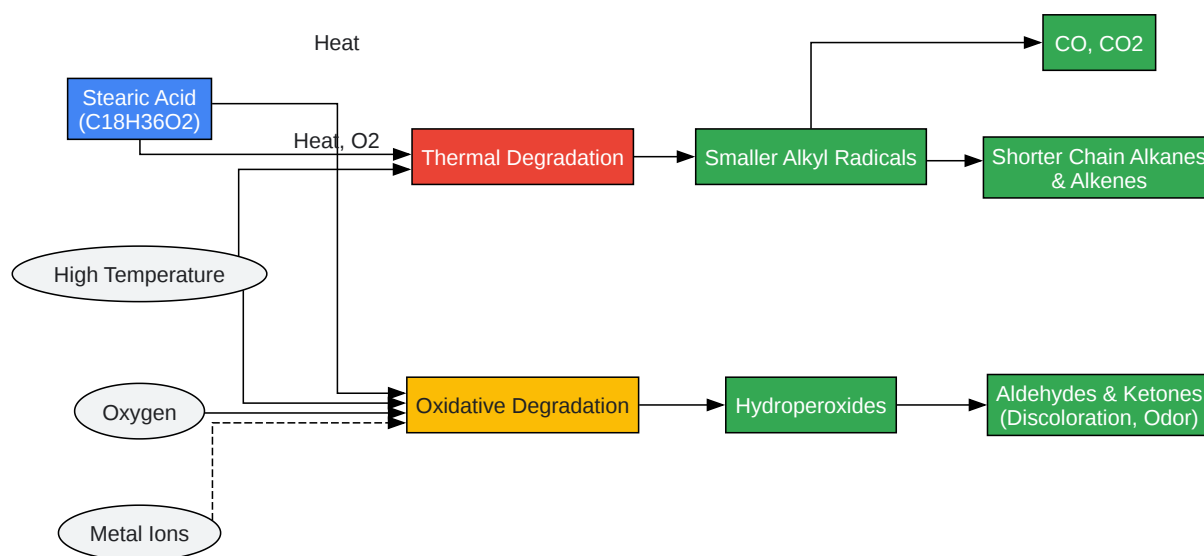 Heat
CO, CO2
Stearic Acid
(C18H36O2)
Heat, O2
Thermal Degradation
Smaller Alkyl Radicals
Shorter Chain Alkanes
& Alkenes
High Temperature
Oxygen
Oxidative Degradation
Hydroperoxides
Aldehydes & Ketones
(Discoloration, Odor)
Metal Ions